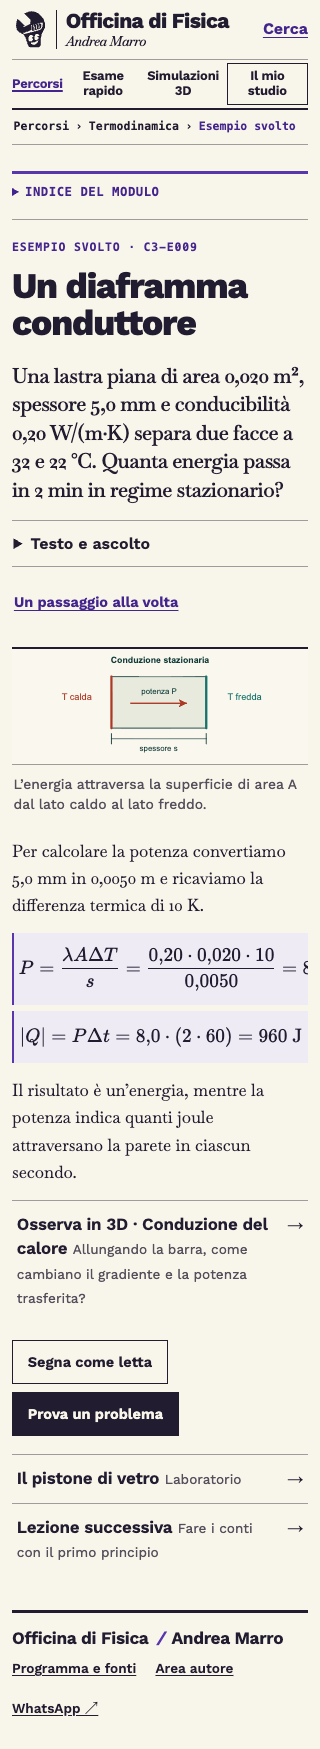 Officina di Fisica
Andrea Marro
Cerca
Percorsi
Esame rapido
Simulazioni 3D
Il mio studio
Percorsi › Termodinamica › Esempio svolto
▶ INDICE DEL MODULO
ESEMPIO SVOLTO · C3–E009
Un diaframma
conduttore
Una lastra piana di area 0,020 m²,
spessore 5,0 mm e conducibilità
0,20 W/(m·K) separa due facce a
32 e 22 °C. Quanta energia passa
in 2 min in regime stazionario?
▶ Testo e ascolto
Un passaggio alla volta
Conduzione stazionaria
T calda
potenza P
T fredda
spessore s
L’energia attraversa la superficie di area A
dal lato caldo al lato freddo.
Per calcolare la potenza convertiamo
5,0 mm in 0,0050 m e ricaviamo la
differenza termica di 10 K.
P = λAΔT / s = 0,20 · 0,020 · 10 / 0,0050 = 8
|Q| = PΔt = 8,0 · (2 · 60) = 960 J
Il risultato è un’energia, mentre la
potenza indica quanti joule
attraversano la parete in ciascun
secondo.
Osserva in 3D · Conduzione del →
calore Allungando la barra, come
cambiano il gradiente e la potenza
trasferita?
Segna come letta
Prova un problema
Il pistone di vetro Laboratorio →
Lezione successiva Fare i conti →
con il primo principio
Officina di Fisica / Andrea Marro
Programma e fonti Area autore
WhatsApp ↗